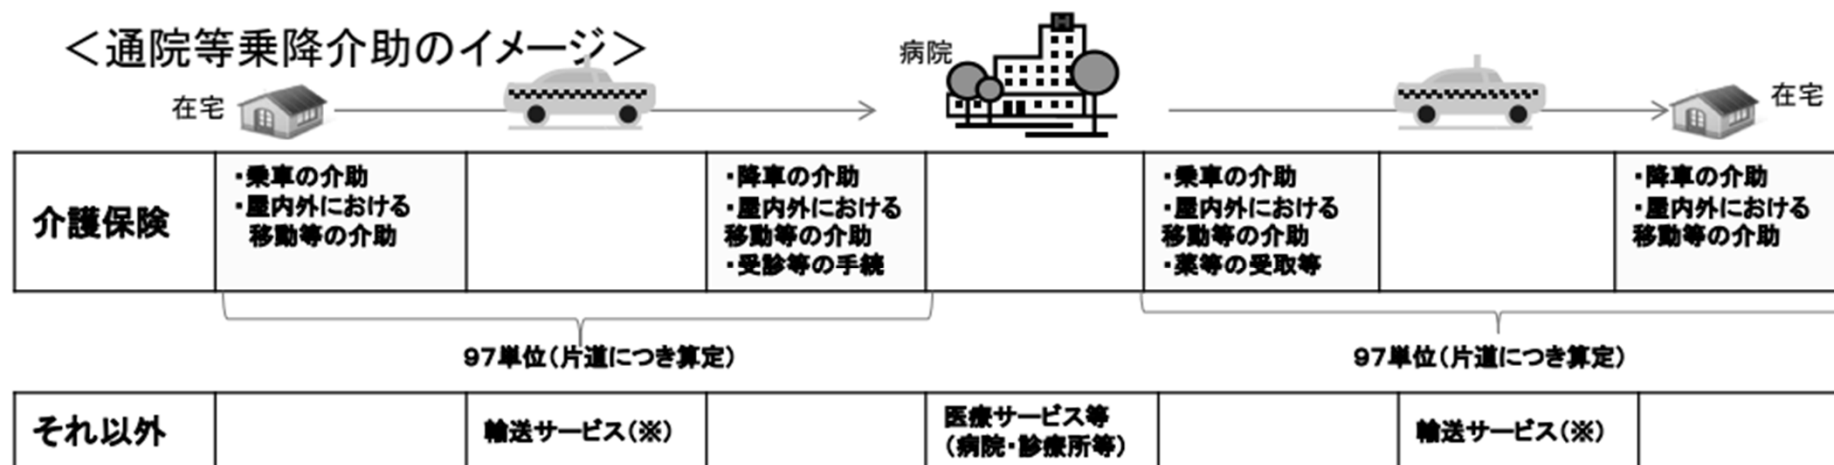 <通院等乗降介助のイメージ>
病院
H
在宅
在宅
介護保険
・乗車の介助
・屋内外における
移動等の介助
・降車の介助
・屋内外における
移動等の介助
・受診等の手続
・乗車の介助
・屋内外における
移動等の介助
・薬等の受取等
・降車の介助
・屋内外における
移動等の介助
97単位(片道につき算定)
97単位(片道につき算定)
それ以外
輸送サービス(※)
医療サービス等
(病院・診療所等)
輸送サービス(※)